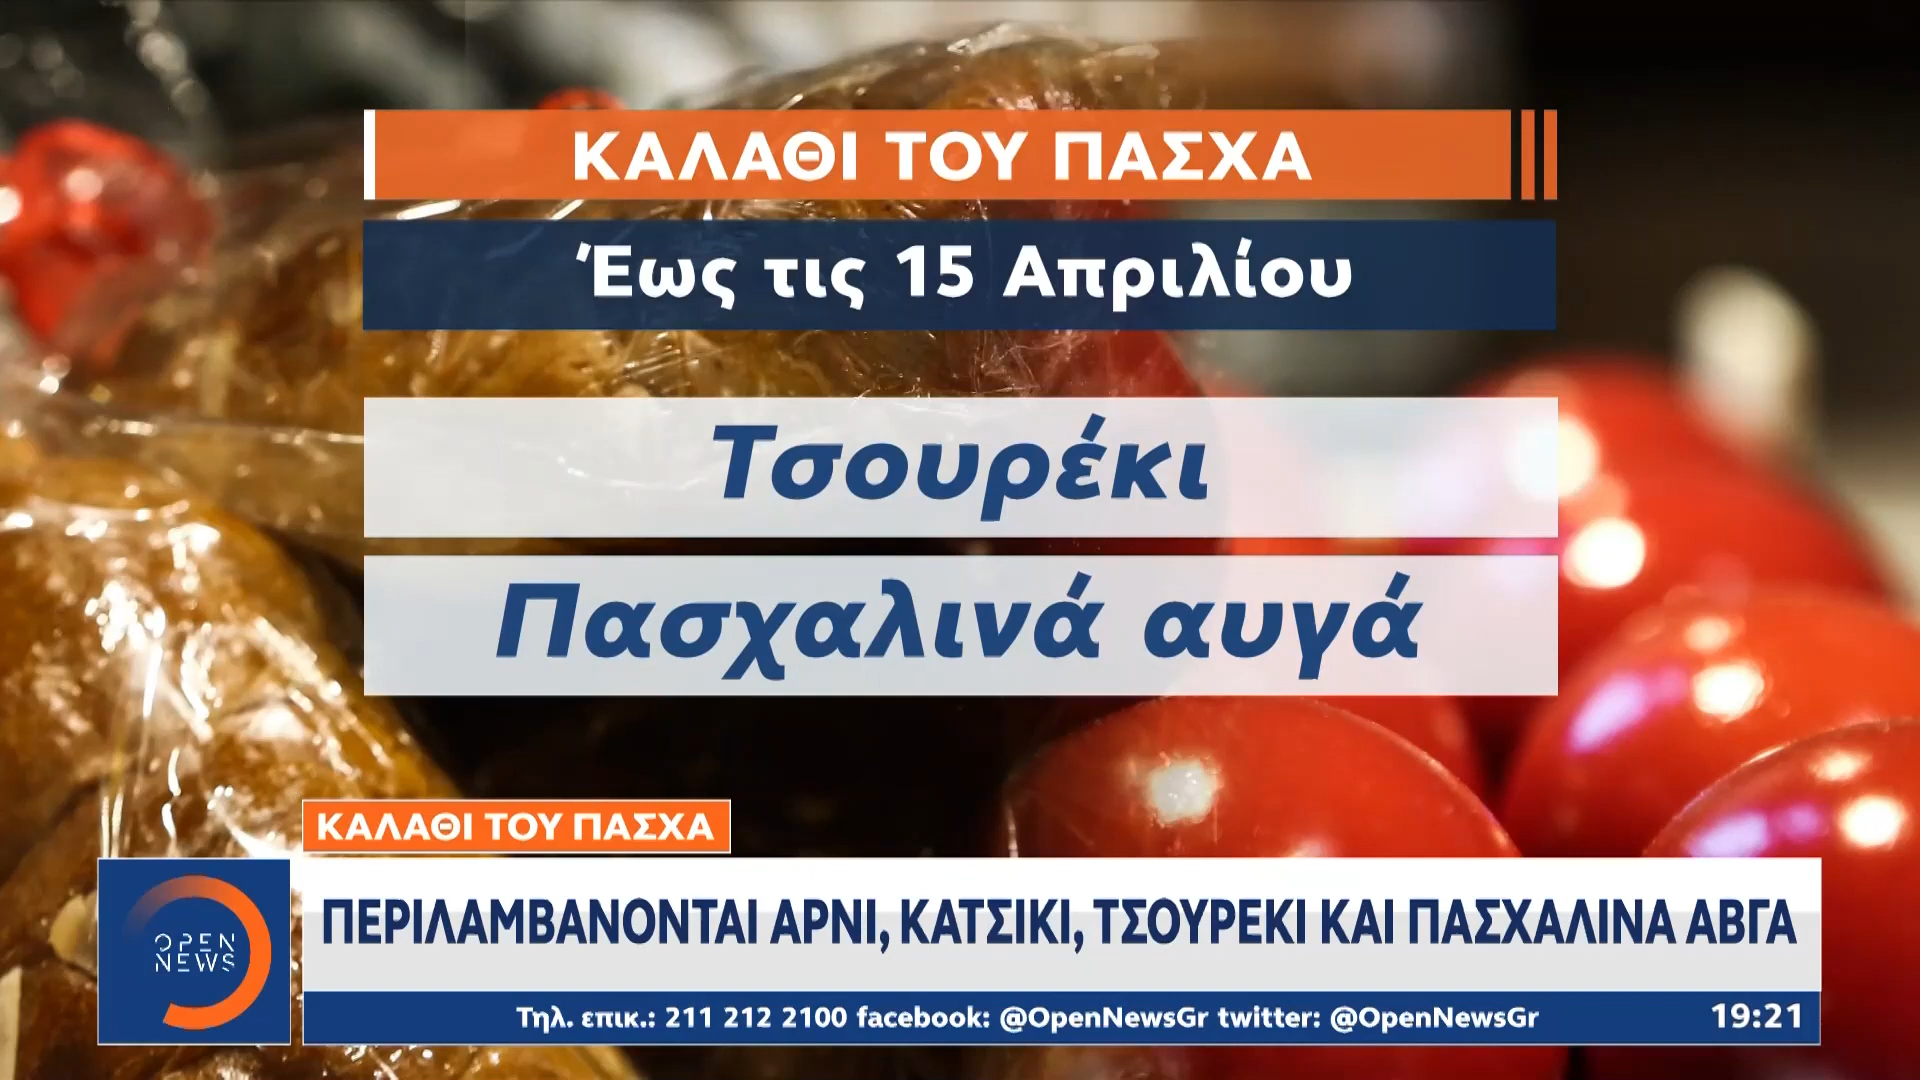 ΚΑΛΑΘΙ ΤΟΥ ΠΑΣΧΑ
Έως τις 15 Απριλίου
Τσουρέκι
Πασχαλινά αυγά
ΚΑΛΑΘΙ ΤΟΥ ΠΑΣΧΑ
ΠΕΡΙΛΑΜΒΑΝΟΝΤΑΙ ΑΡΝΙ, ΚΑΤΣΙΚΙ, ΤΣΟΥΡΕΚΙ ΚΑΙ ΠΑΣΧΑΛΙΝΑ ΑΒΓΑ
OPEN
NEWS
Τηλ. επικ.: 211 212 2100 facebook: @OpenNewsGr twitter: @OpenNewsGr
19:21